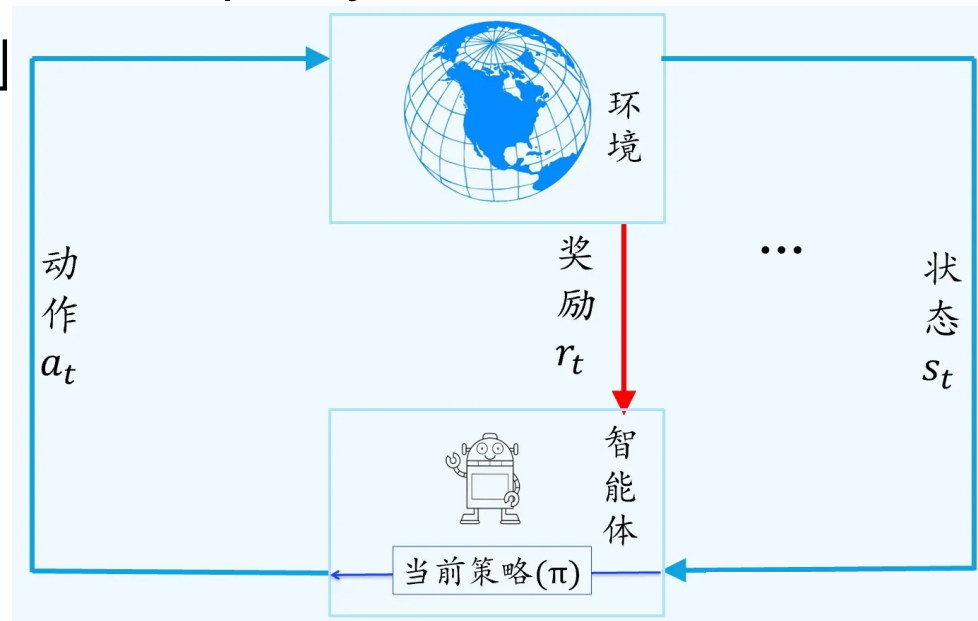 环境
动作
a_t
奖励
r_t
...
状态
s_t
智能体
当前策略(π)